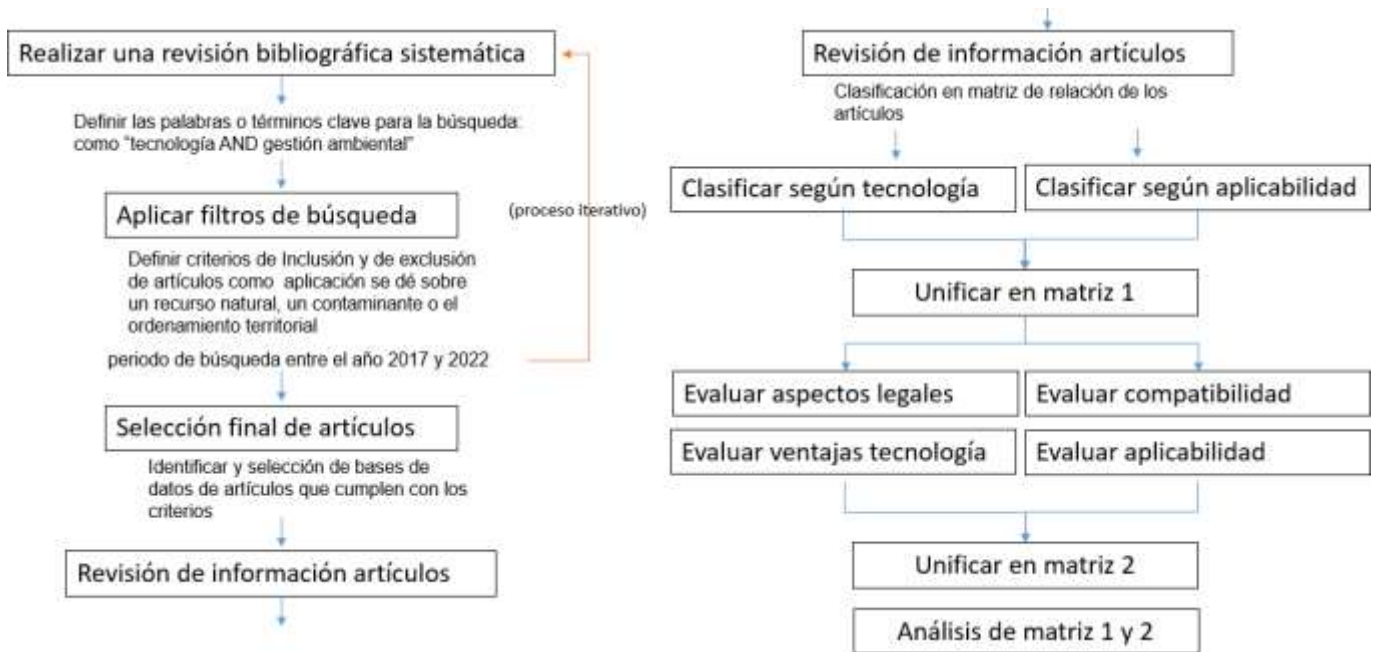 Realizar una revisión bibliográfica sistemática
Definir las palabras o términos clave para la búsqueda:
como "tecnología AND gestión ambiental"
Aplicar filtros de búsqueda
(proceso iterativo)
Definir criterios de Inclusión y de exclusión
de artículos como aplicación se dé sobre
un recurso natural, un contaminante o el
ordenamiento territorial
periodo de búsqueda entre el año 2017 y 2022
Selección final de artículos
Identificar y selección de bases de
datos de artículos que cumplen con los
criterios
Revisión de información artículos
Revisión de información artículos
Clasificación en matriz de relación de los
artículos
Clasificar según tecnología
Clasificar según aplicabilidad
Unificar en matriz 1
Evaluar aspectos legales
Evaluar compatibilidad
Evaluar ventajas tecnología
Evaluar aplicabilidad
Unificar en matriz 2
Análisis de matriz 1 y 2